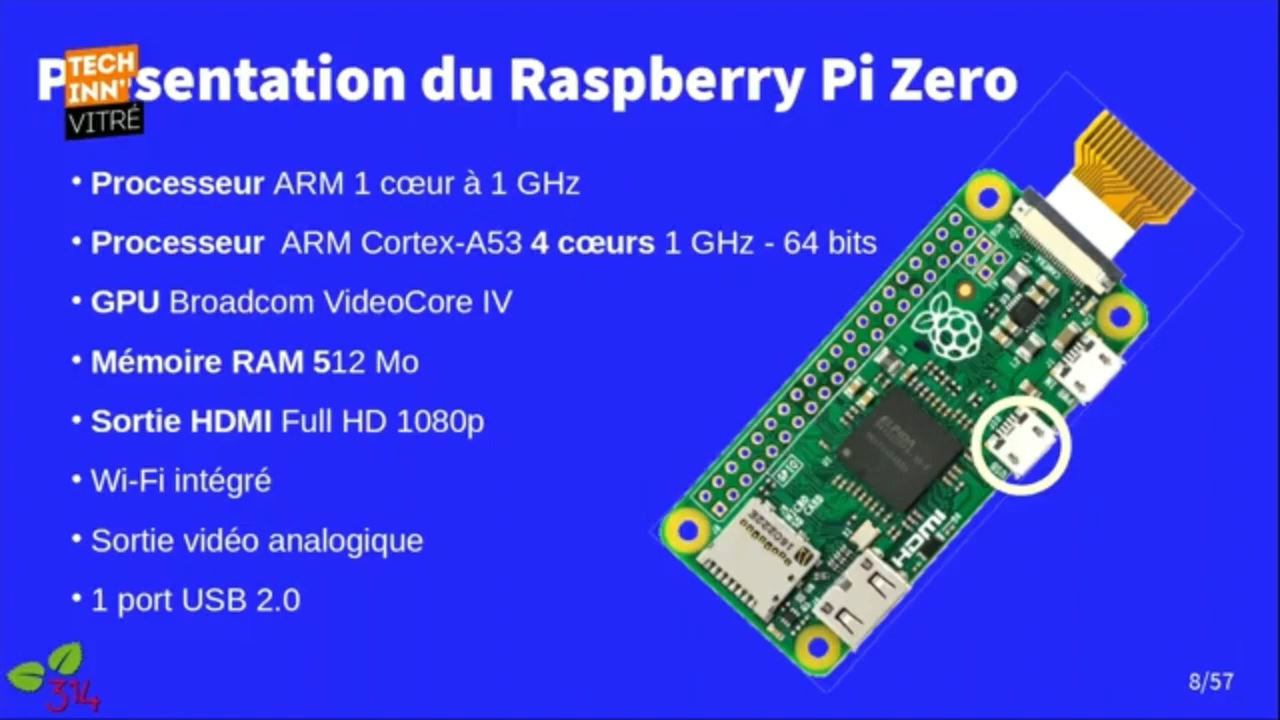 Présentation du Raspberry Pi Zero
TECH
INN'
VITRÉ
• Processeur ARM 1 cœur à 1 GHz
• Processeur ARM Cortex-A53 4 cœurs 1 GHz - 64 bits
• GPU Broadcom VideoCore IV
• Mémoire RAM 512 Mo
• Sortie HDMI Full HD 1080p
• Wi-Fi intégré
• Sortie vidéo analogique
• 1 port USB 2.0
GPIO
HDMI
314
8/57